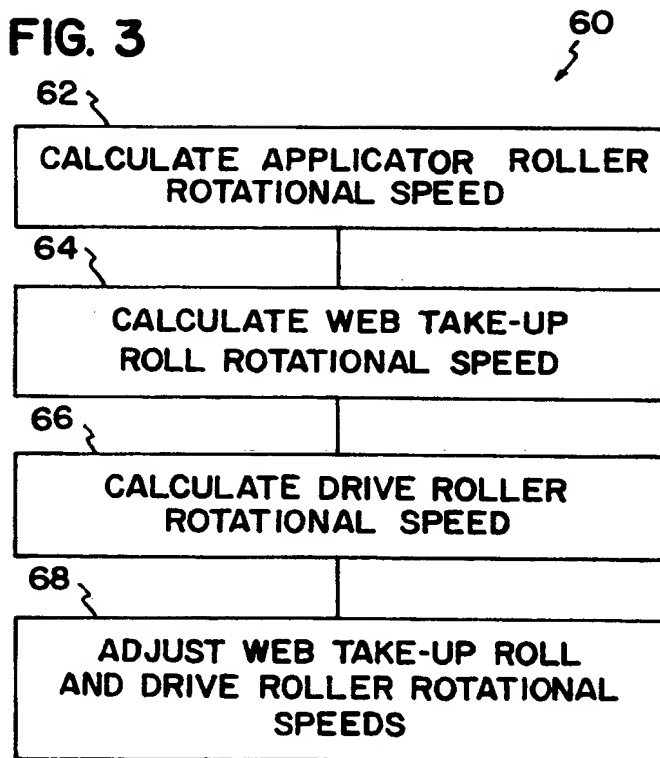 FIG. 3
60
62
CALCULATE APPLICATOR ROLLER
ROTATIONAL SPEED
64
CALCULATE WEB TAKE-UP
ROLL ROTATIONAL SPEED
66
CALCULATE DRIVE ROLLER
ROTATIONAL SPEED
68
ADJUST WEB TAKE-UP ROLL
AND DRIVE ROLLER ROTATIONAL
SPEEDS